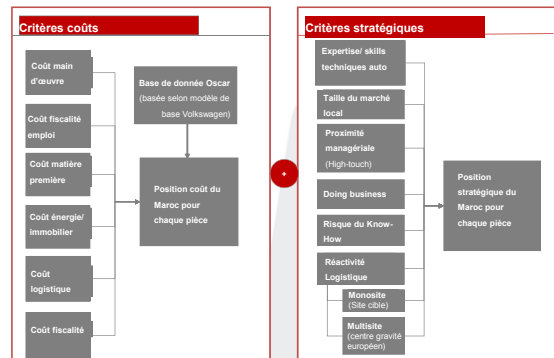 Critères coûts
Coût main
d'œuvre
Coût fiscalité
emploi
Coût matière
première
Coût énergie/
immobilier
Coût
logistique
Coût fiscalité
Base de donnée Oscar
(basée selon modèle de
base Volkswagen)
Position coût du
Maroc pour
chaque pièce
+
Critères stratégiques
Expertise/ skills
techniques auto
Taille du marché
local
Proximité
managériale
(High-touch)
Doing business
Risque du Know-
How
Réactivité
Logistique
Monosite
(Site cible)
Multisite
(centre gravité
européen)
Position
stratégique du
Maroc pour
chaque pièce